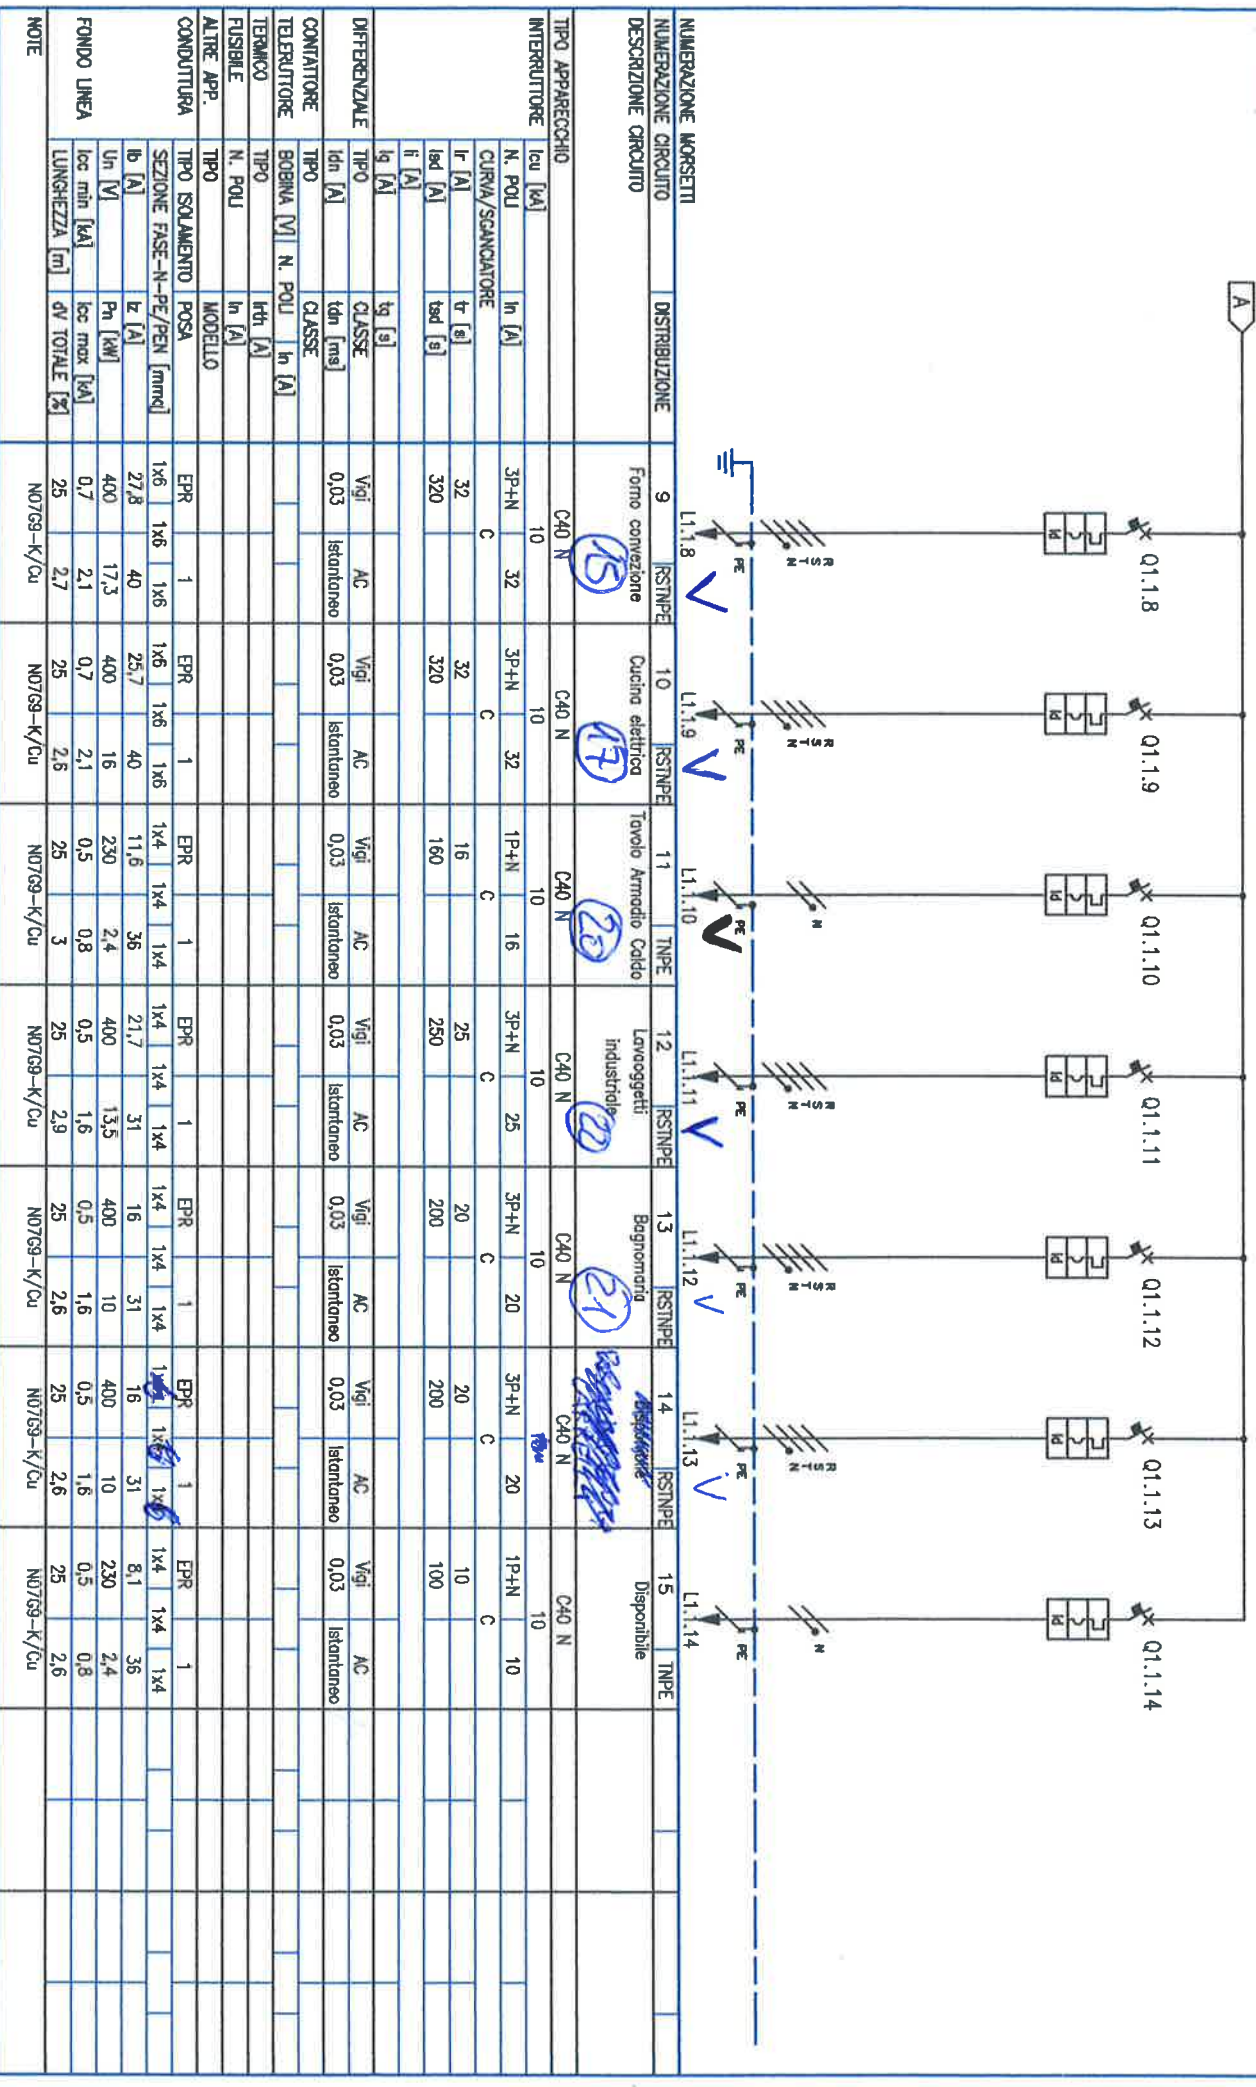 A
Q1.1.8 Q1.1.9 Q1.1.10 Q1.1.11 Q1.1.12 Q1.1.13 Q1.1.14
Id Id Id Id Id Id Id
R S T N R S T N N R S T N R S T N R S T N N
PE PE PE PE PE PE PE
NUMERAZIONE MORSETTI L1.1.8 V L1.1.9 V L1.1.10 V L1.1.11 V L1.1.12 V L1.1.13 V L1.1.14
NUMERAZIONE CIRCUITO DISTRIBUZIONE 9 RSTNPE 10 RSTNPE 11 TNPE 12 RSTNPE 13 RSTNPE 14 RSTNPE 15 TNPE
DESCRIZIONE CIRCUITO Forno convezione Cucina elettrica Tavolo Armadio Caldo Lavaoggetti industriale Bagnomaria Disponibile
15 17 20 22 21
TIPO APPARECCHIO C40 N C40 N C40 N C40 N C40 N C40 N C40 N
INTERRUTTORE Icu [kA] 10 10 10 10 10 10
N. POLI In [A] 3P+N 32 3P+N 32 1P+N 16 3P+N 25 3P+N 20 3P+N 20 1P+N 10
CURVA/SGANCIATORE C C C C C C C
Ir [A] tr [s] 32 32 16 25 20 20 10
Isd [A] tsd [s] 320 320 160 250 200 200 100
Ii [A]
Ig [A] tg [s]
DIFFERENZIALE TIPO CLASSE Vigi AC Vigi AC Vigi AC Vigi AC Vigi AC Vigi AC Vigi AC
Idn [A] tdn [ms] 0,03 Istantaneo 0,03 Istantaneo 0,03 Istantaneo 0,03 Istantaneo 0,03 Istantaneo 0,03 Istantaneo 0,03 Istantaneo
CONTATTORE TIPO CLASSE
TELERUTTORE BOBINA [V] N. POLI In [A]
TERMICO TIPO Irth [A]
FUSIBILE N. POLI In [A]
ALTRE APP. TIPO MODELLO
CONDUTTURA TIPO ISOLAMENTO POSA EPR 1 EPR 1 EPR 1 EPR 1 EPR 1 EPR 1 EPR 1
SEZIONE FASE-N-PE/PEN [mmq] 1x6 1x6 1x6 1x6 1x6 1x6 1x4 1x4 1x4 1x4 1x4 1x4 1x4 1x4 1x4 1x6 1x6 1x4 1x4 1x4
Ib [A] Iz [A] 27,8 40 25,7 40 11,6 36 21,7 31 16 31 16 31 8,1 36
Un [V] Pn [kW] 400 17,3 400 16 230 2,4 400 13,5 400 10 400 10 230 2,4
FONDO LINEA Icc min [kA] Icc max [kA] 0,7 2,1 0,7 2,1 0,5 0,8 0,5 1,6 0,5 1,6 0,5 1,6 0,5 0,8
LUNGHEZZA [m] dV TOTALE [%] 25 2,7 25 2,6 25 3 25 2,9 25 2,6 25 2,6 25 2,6
NOTE N07G9-K/Cu N07G9-K/Cu N07G9-K/Cu N07G9-K/Cu N07G9-K/Cu N07G9-K/Cu N07G9-K/Cu